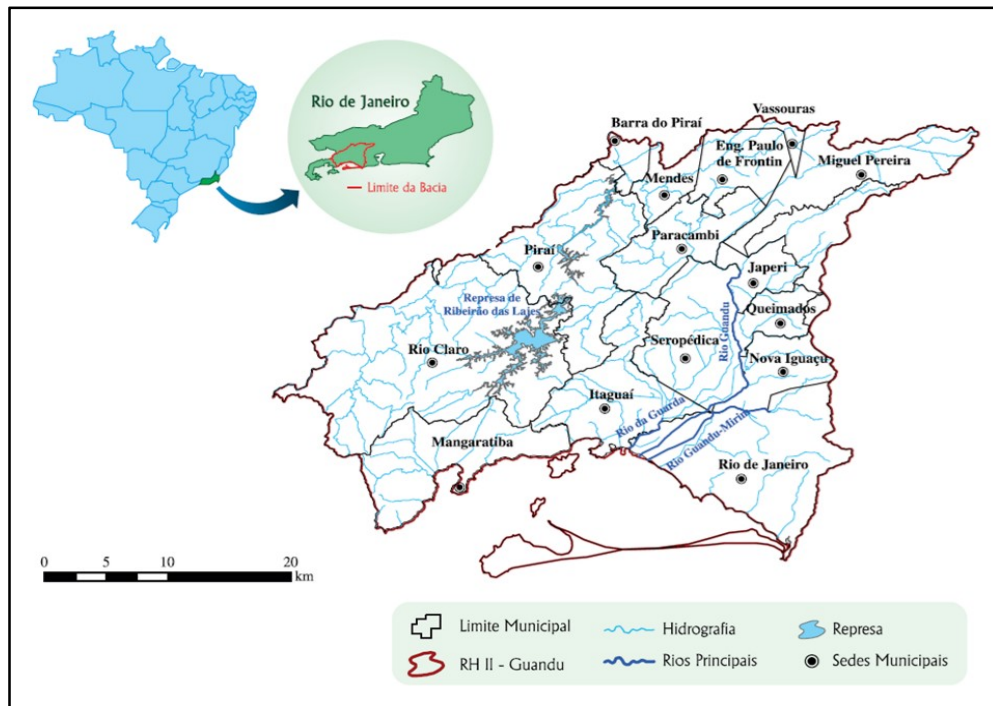 Rio de Janeiro
Limite da Bacia
Vassouras
Barra do Piraí
Eng. Paulo
de Frontin
Miguel Pereira
Mendes
Paracambi
Piraí
Japeri
Represa de
Ribeirão das Lajes
Queimados
Rio Guandu
Rio Claro
Seropédica
Nova Iguaçu
Itaguaí
Rio da Guarda
Rio Guandu-Mirim
Mangaratiba
Rio de Janeiro
0 5 10 20
km
Limite Municipal
Hidrografia
Represa
RH II - Guandu
Rios Principais
Sedes Municipais